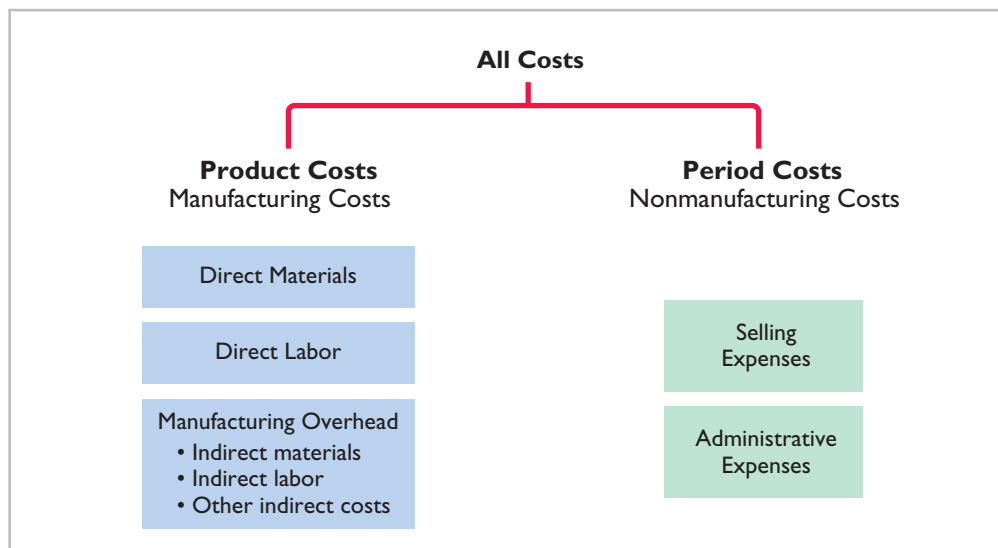 All Costs
Product Costs
Manufacturing Costs
Direct Materials
Direct Labor
Manufacturing Overhead
• Indirect materials
• Indirect labor
• Other indirect costs
Period Costs
Nonmanufacturing Costs
Selling
Expenses
Administrative
Expenses